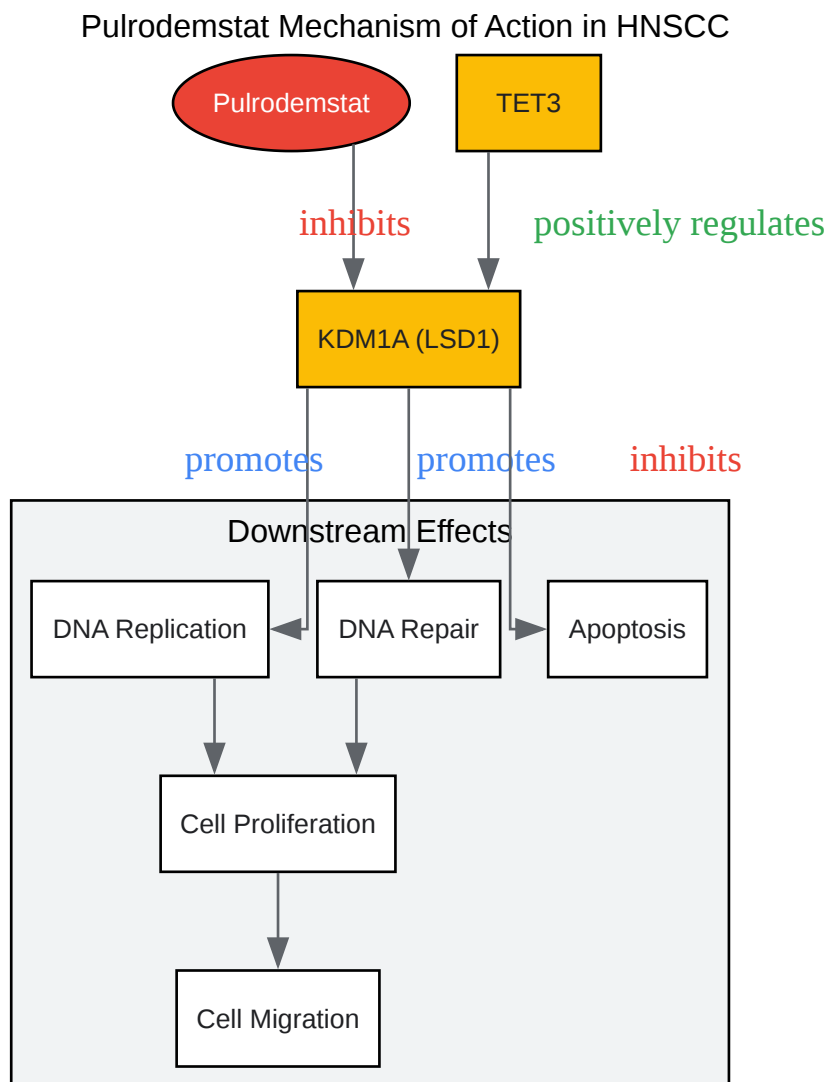 Pulrodemstat Mechanism of Action in HNSCC
Pulrodemstat
TET3
inhibits
positively regulates
KDM1A (LSD1)
promotes
promotes
inhibits
Downstream Effects
DNA Replication
DNA Repair
Apoptosis
Cell Proliferation
Cell Migration